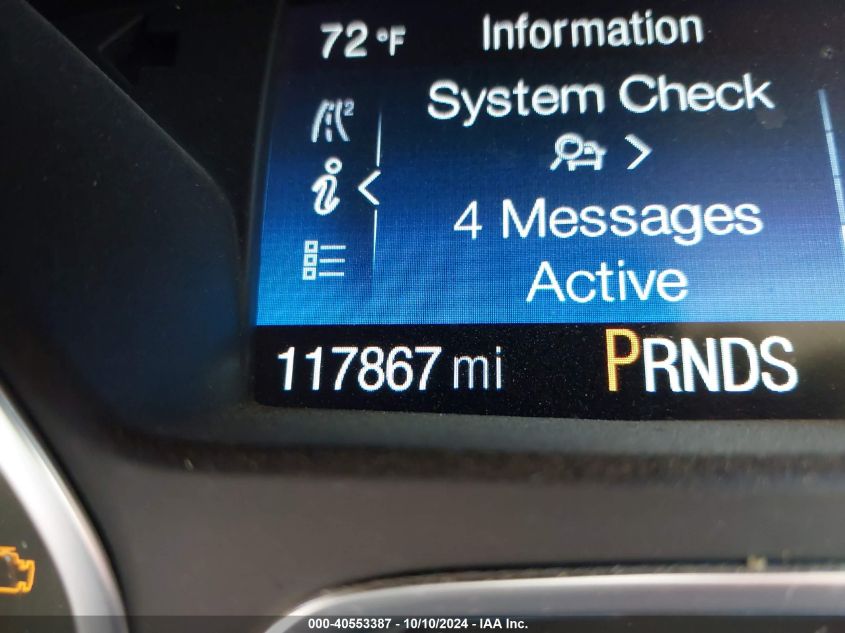 72°F Information
System Check
4 Messages
Active
117867 mi PRNDS
000-40553387 - 10/10/2024 - IAA Inc.